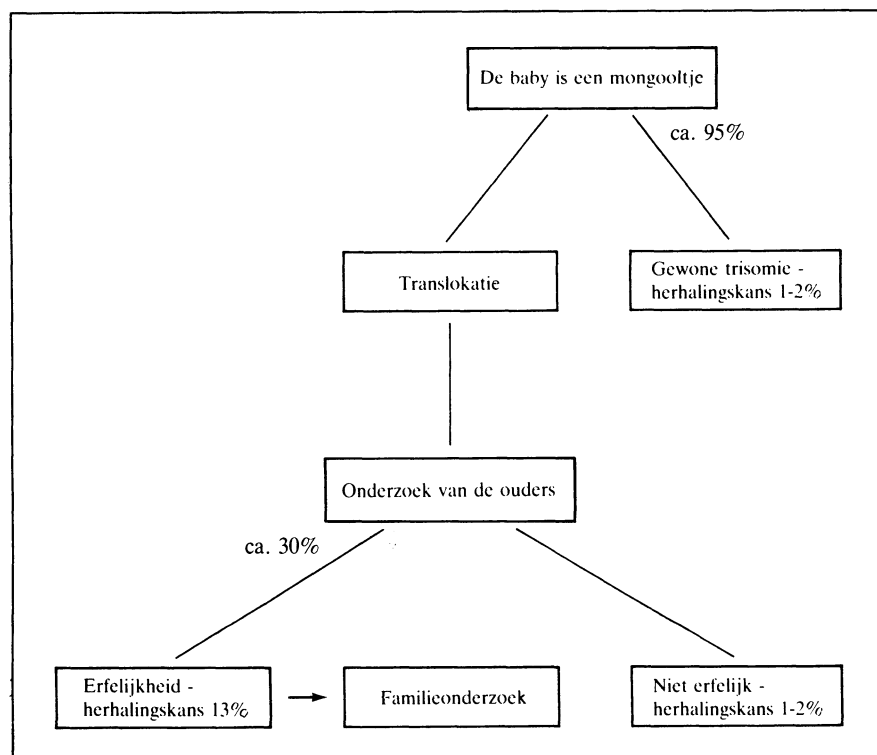 De baby is een mongooltje
ca. 95%
Translokatie
Gewone trisomie -
herhalingskans 1-2%
Onderzoek van de ouders
ca. 30%
Erfelijkheid -
herhalingskans 13%
Familieonderzoek
Niet erfelijk -
herhalingskans 1-2%